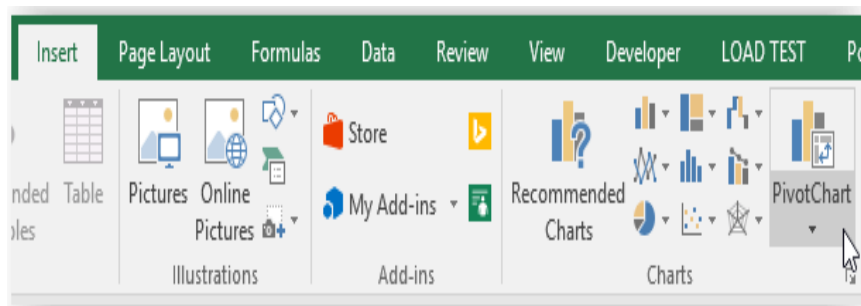 Insert Page Layout Formulas Data Review View Developer LOAD TEST
Table
Pictures
Online
Pictures
Illustrations
Store
My Add-ins
Add-ins
Recommended
Charts
PivotChart
Charts